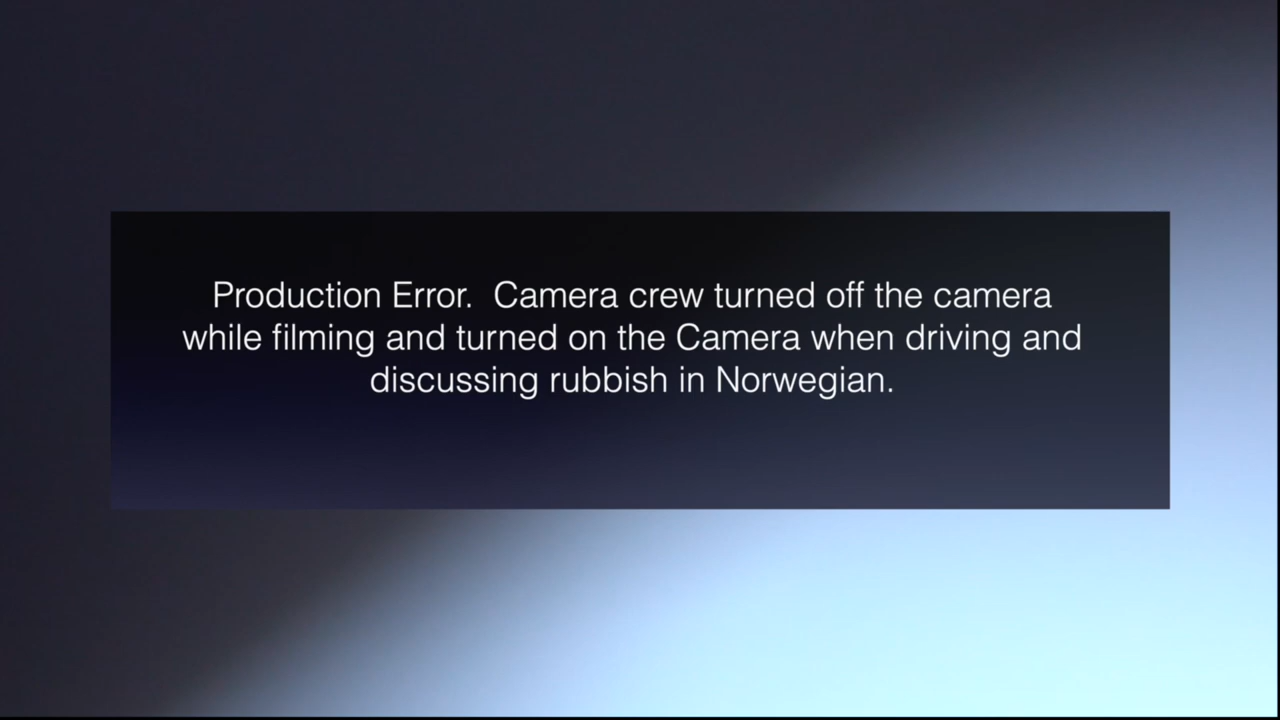 Production Error.  Camera crew turned off the camera
while filming and turned on the Camera when driving and
discussing rubbish in Norwegian.